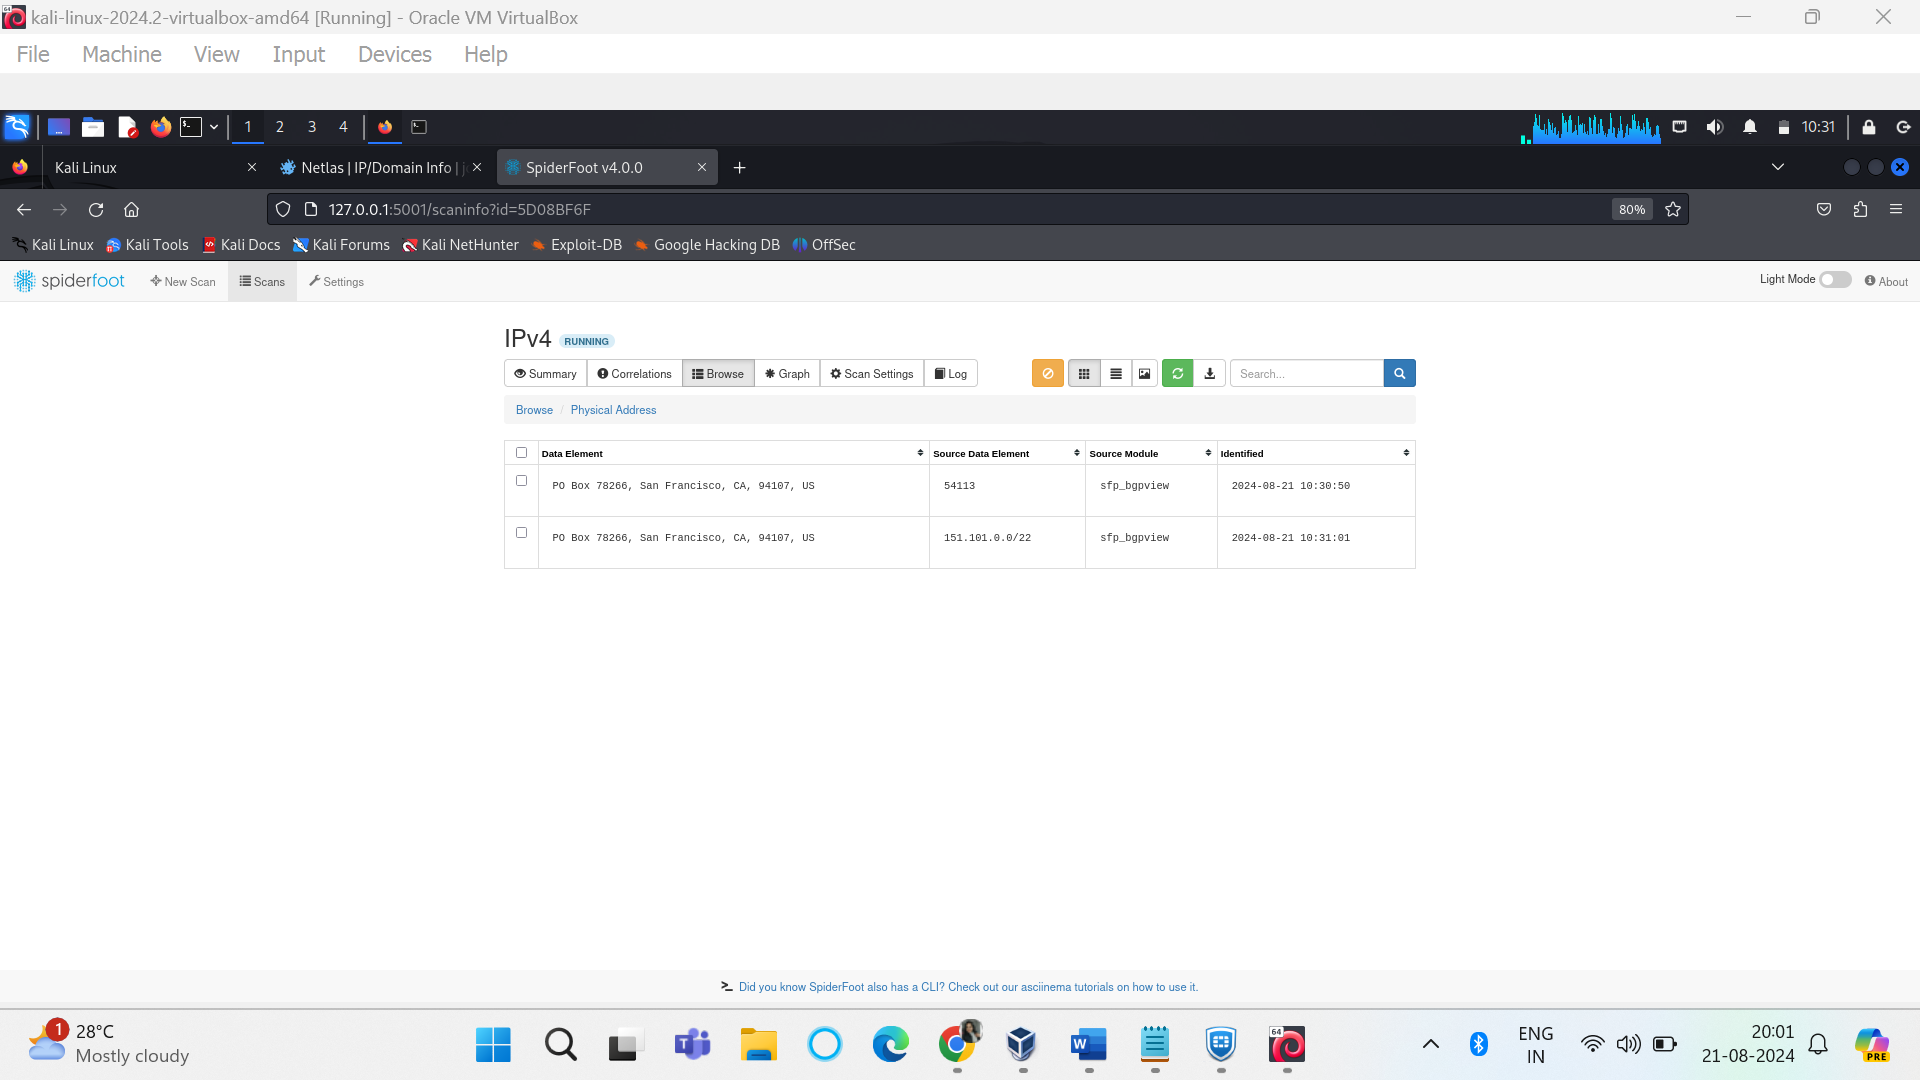 kali-linux-2024.2-virtualbox-amd64 [Running] - Oracle VM VirtualBox
File Machine View Input Devices Help
1 2 3 4 10:31
Kali Linux Netlas | IP/Domain Info | SpiderFoot v4.0.0
127.0.0.1:5001/scaninfo?id=5D08BF6F 80%
Kali Linux Kali Tools Kali Docs Kali Forums Kali NetHunter Exploit-DB Google Hacking DB OffSec
spiderfoot New Scan Scans Settings Light Mode About
IPv4 RUNNING
Summary Correlations Browse Graph Scan Settings Log Search...
Browse / Physical Address
Data Element Source Data Element Source Module Identified
PO Box 78266, San Francisco, CA, 94107, US 54113 sfp_bgpview 2024-08-21 10:30:50
PO Box 78266, San Francisco, CA, 94107, US 151.101.0.0/22 sfp_bgpview 2024-08-21 10:31:01
Did you know SpiderFoot also has a CLI? Check out our asciinema tutorials on how to use it.
1 28°C ENG 20:01
Mostly cloudy IN 21-08-2024 PRE
64